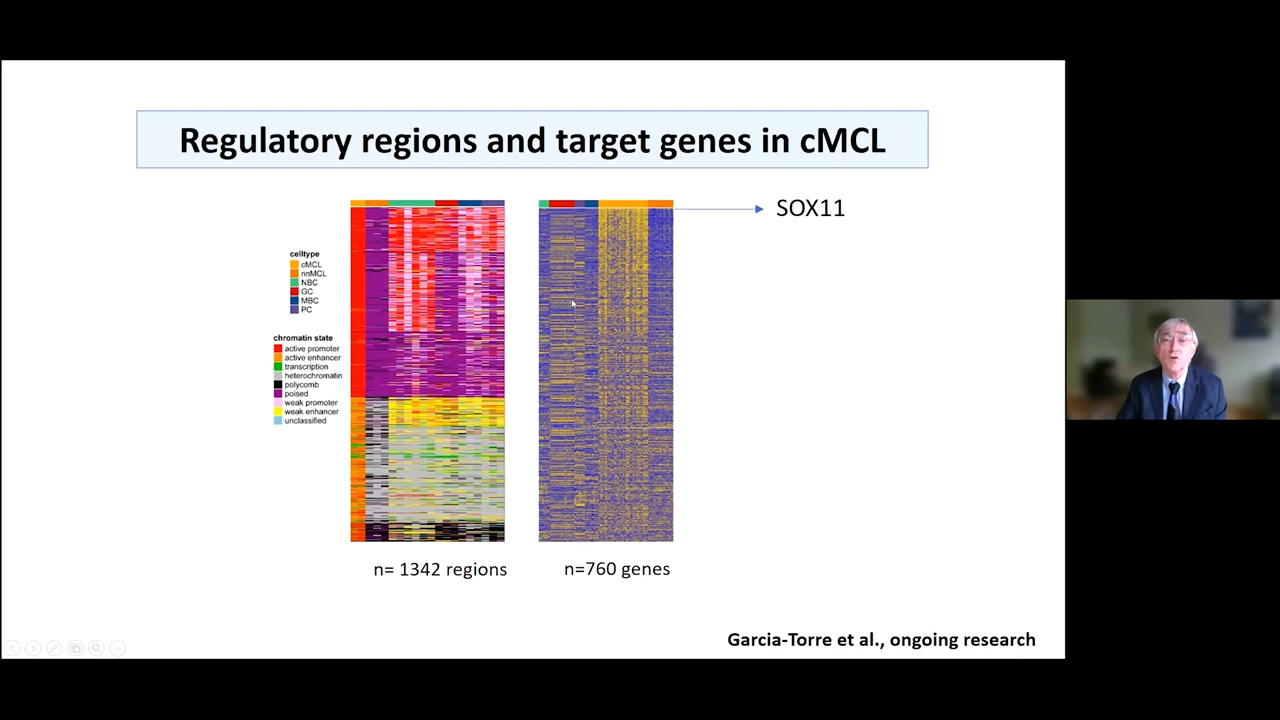 Regulatory regions and target genes in cMCL
SOX11
celltype
cMCL
nnMCL
NBC
GC
MBC
PC
chromatin state
active promoter
active enhancer
transcription
heterochromatin
polycomb
poised
weak promoter
weak enhancer
unclassified
n= 1342 regions
n=760 genes
Garcia-Torre et al., ongoing research